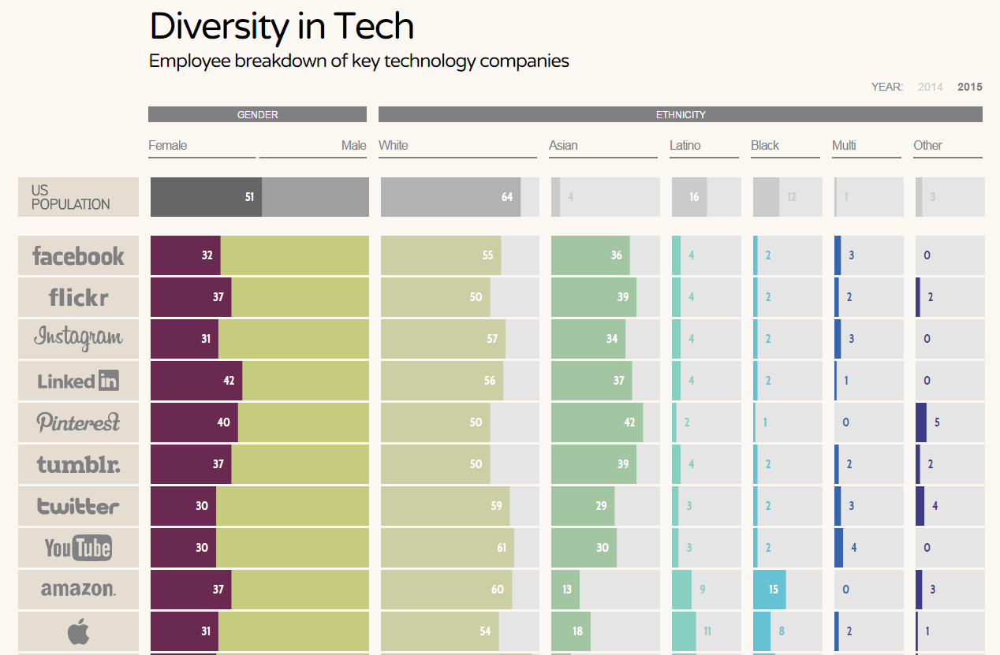 Diversity in Tech
Employee breakdown of key technology companies
YEAR: 2014 2015
GENDER ETHNICITY
Female Male White Asian Latino Black Multi Other
US
POPULATION 51 64 4 16 12 1 3
facebook 32 55 36 4 2 3 0
flickr 37 50 39 4 2 2 2
Instagram 31 57 34 4 2 3 0
Linked in 42 56 37 4 2 1 0
Pinterest 40 50 42 2 1 0 5
tumblr. 37 50 39 4 2 2 2
twitter 30 59 29 3 2 3 4
YouTube 30 61 30 3 2 4 0
amazon. 37 60 13 9 15 0 3
31 54 18 11 8 2 1